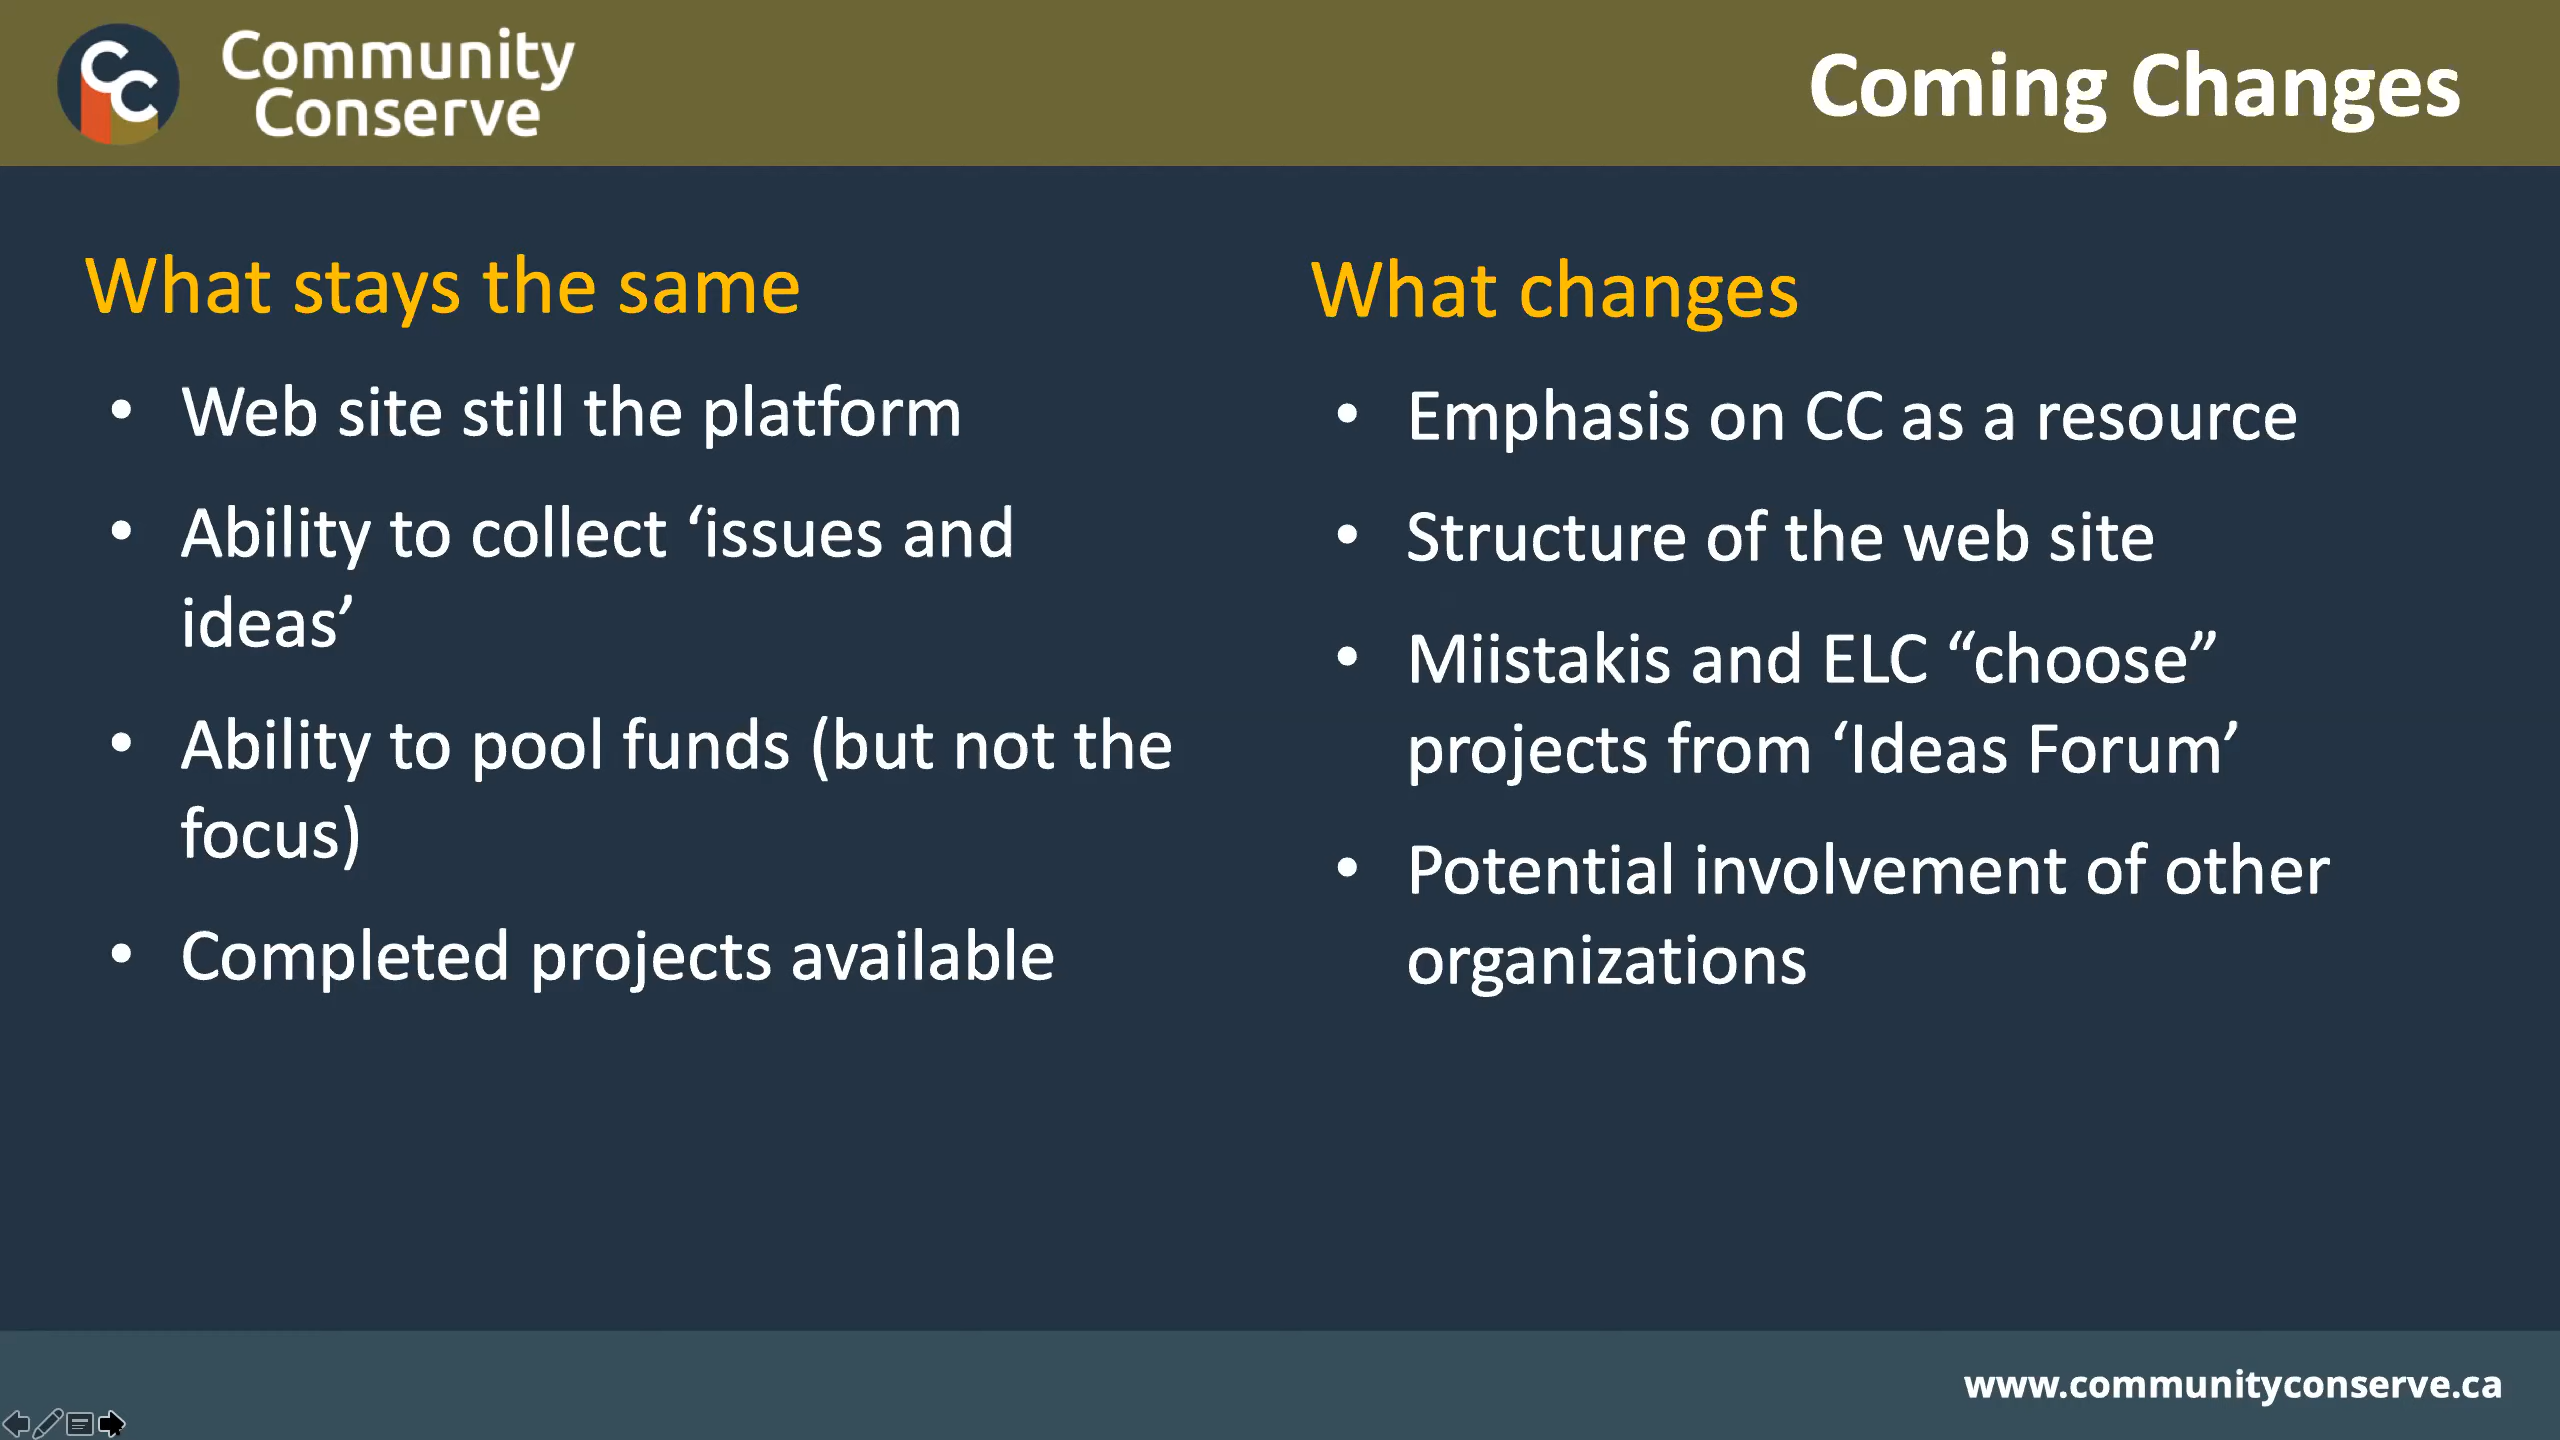 CC
Community
Conserve
Coming Changes
What stays the same
• Web site still the platform
• Ability to collect ‘issues and
ideas’
• Ability to pool funds (but not the
focus)
• Completed projects available
What changes
• Emphasis on CC as a resource
• Structure of the web site
• Miistakis and ELC “choose”
projects from ‘Ideas Forum’
• Potential involvement of other
organizations
www.communityconserve.ca